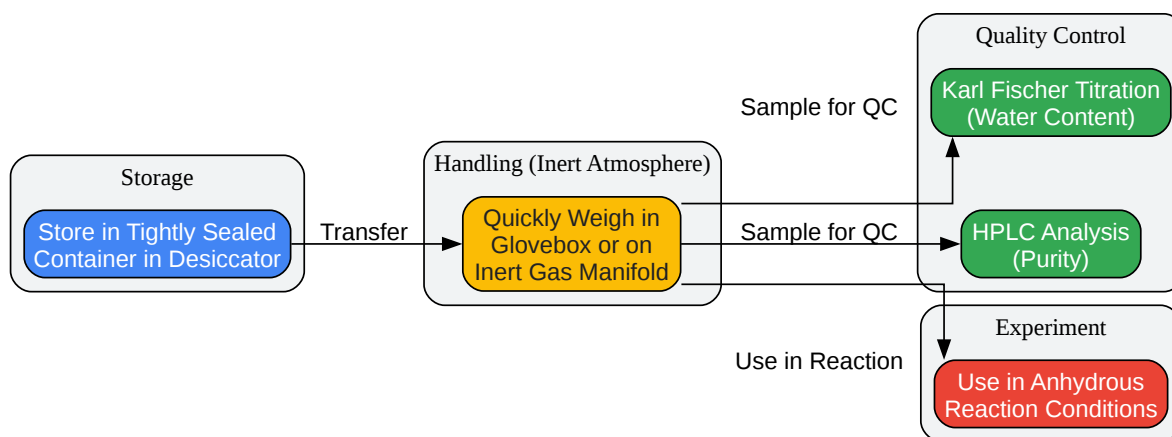 Storage
Store in Tightly Sealed
Container in Desiccator
Transfer
Handling (Inert Atmosphere)
Quickly Weigh in
Glovebox or on
Inert Gas Manifold
Sample for QC
Sample for QC
Use in Reaction
Quality Control
Karl Fischer Titration
(Water Content)
HPLC Analysis
(Purity)
Experiment
Use in Anhydrous
Reaction Conditions